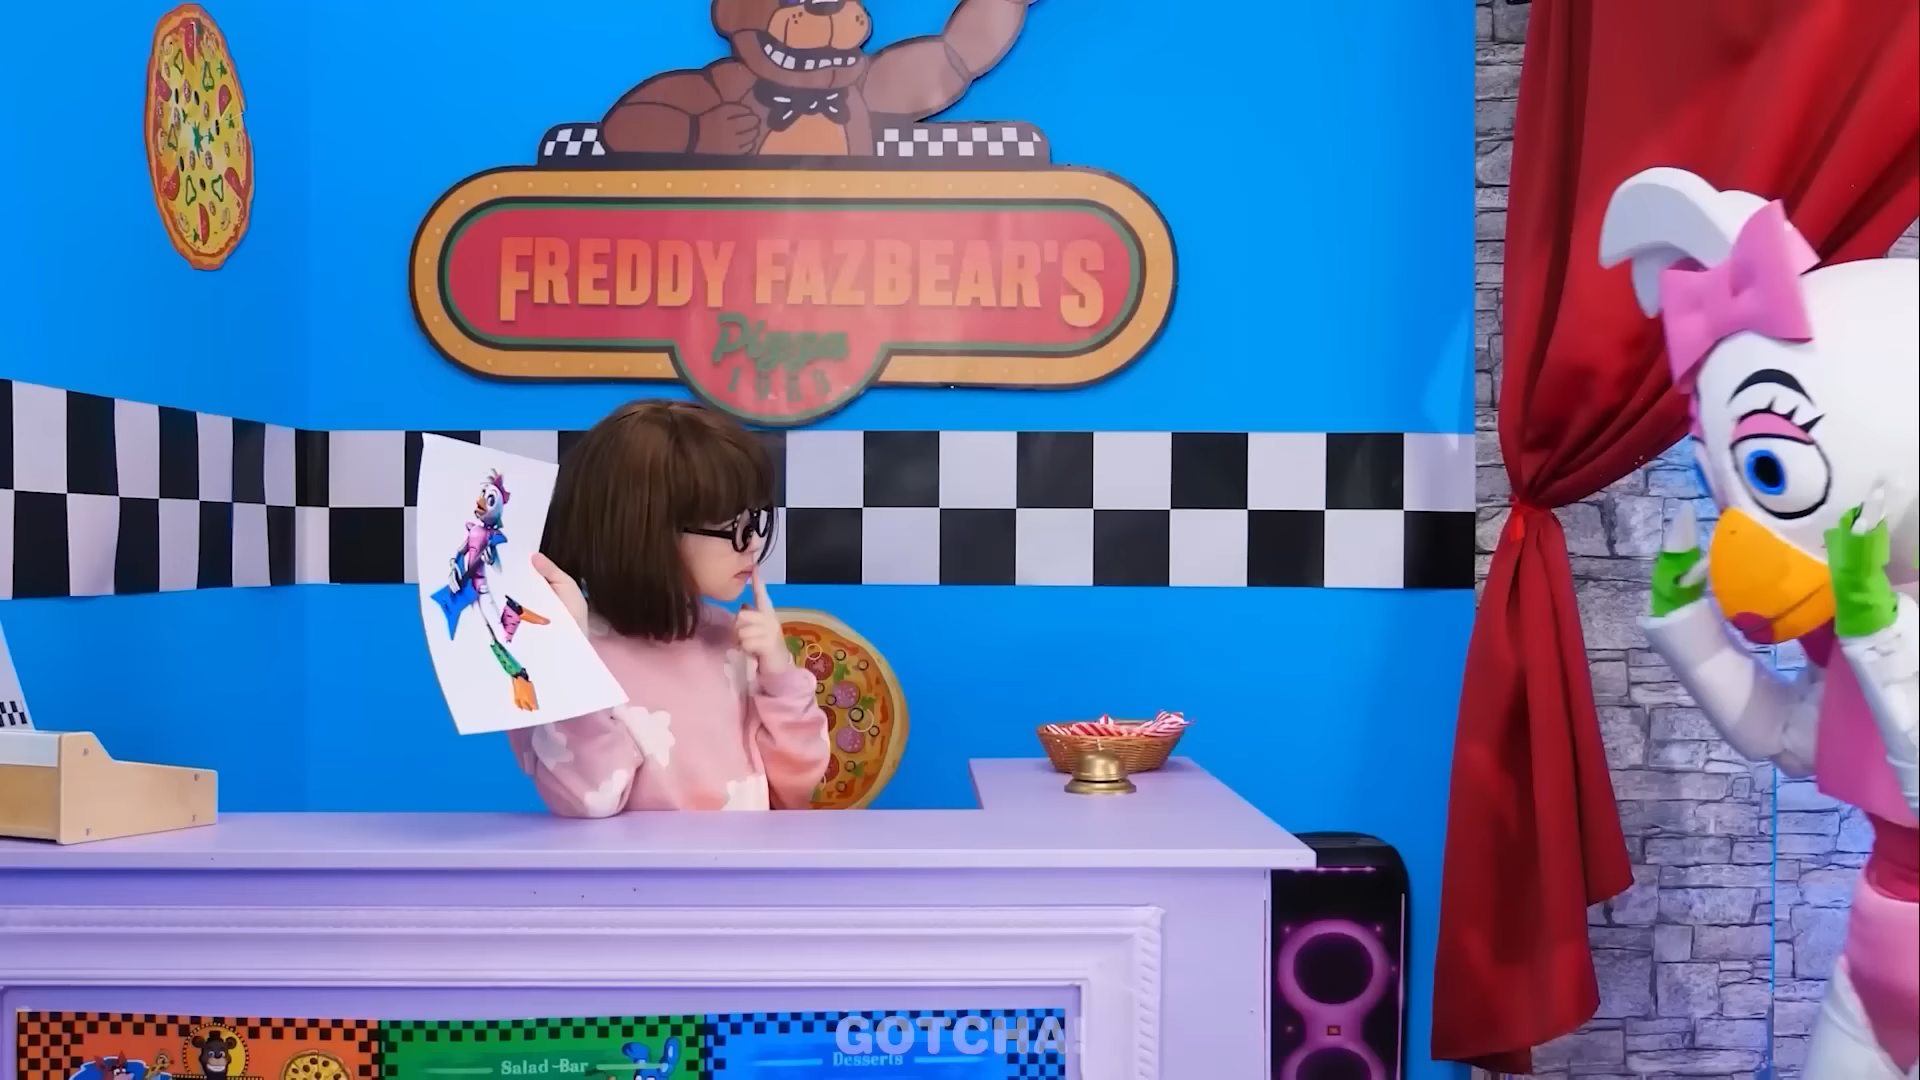 FREDDY FAZBEAR'S
Pizza
Salad-Bar
Desserts
GOTCHA!